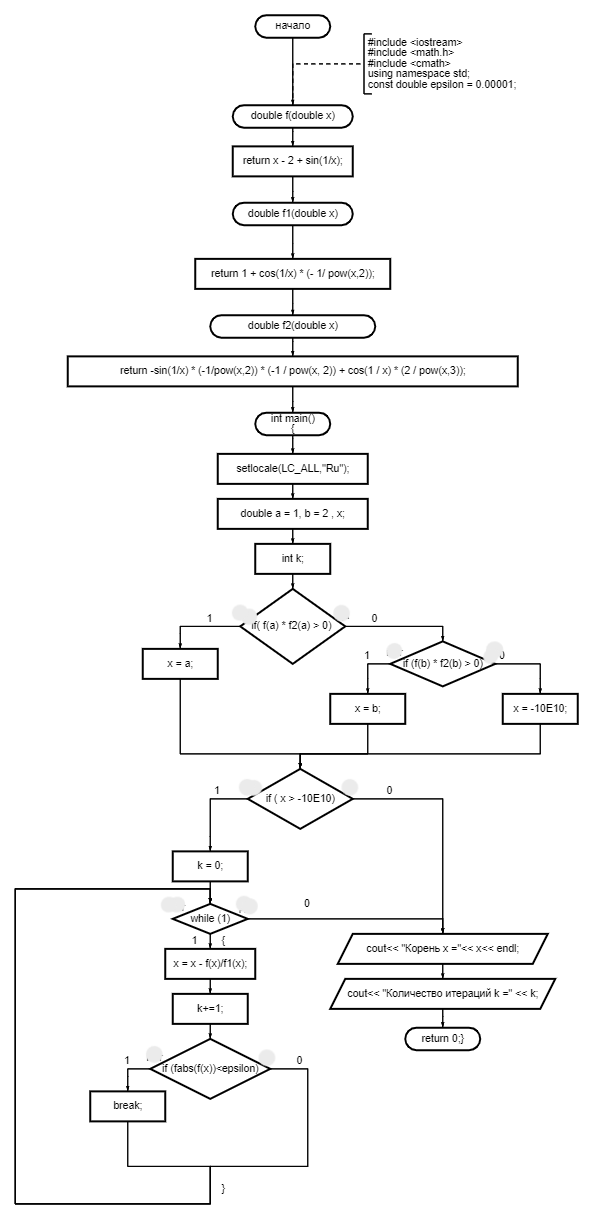 начало
#include <iostream>
#include <math.h>
#include <cmath>
using namespace std;
const double epsilon = 0.00001;
double f(double x)
return x - 2 + sin(1/x);
double f1(double x)
return 1 + cos(1/x) * (- 1/ pow(x,2));
double f2(double x)
return -sin(1/x) * (-1/pow(x,2)) * (-1 / pow(x, 2)) + cos(1 / x) * (2 / pow(x,3));
int main()
{
setlocale(LC_ALL,"Ru");
double a = 1, b = 2 , x;
int k;
1
if( f(a) * f2(a) > 0)
0
x = a;
1
if (f(b) * f2(b) > 0)
0
x = b;
x = -10E10;
1
if ( x > -10E10)
0
k = 0;
while (1)
0
1 {
x = x - f(x)/f1(x);
cout<< "Корень x ="<< x<< endl;
k+=1;
cout<< "Количество итераций k =" << k;
return 0;}
1
if (fabs(f(x))<epsilon)
0
break;
}